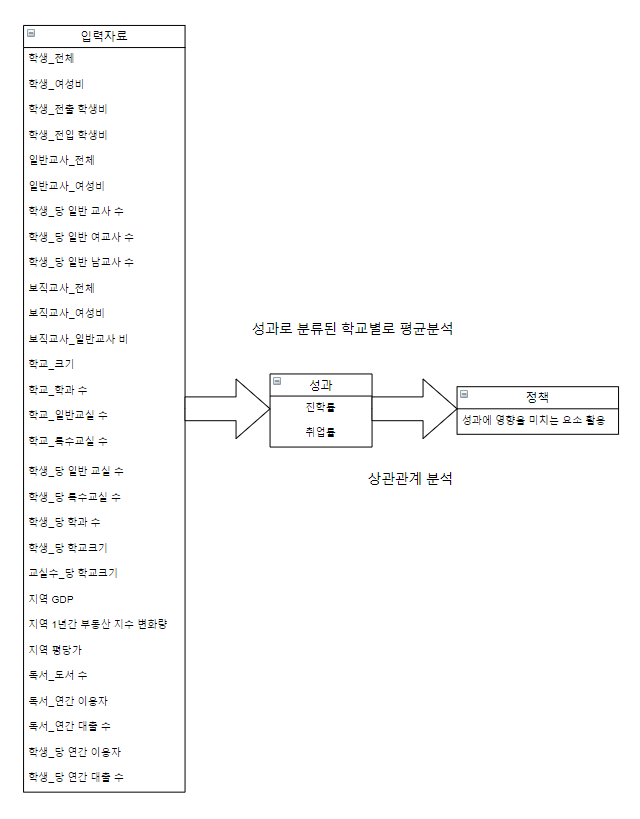 입력자료
학생_전체
학생_여성비
학생_전출 학생비
학생_전입 학생비
일반교사_전체
일반교사_여성비
학생_당 일반 교사 수
학생_당 일반 여교사 수
학생_당 일반 남교사 수
보직교사_전체
보직교사_여성비
보직교사_일반교사 비
학교_크기
학교_학과 수
학교_일반교실 수
학교_특수교실 수
학생_당 일반 교실 수
학생_당 특수교실 수
학생_당 학과 수
학생_당 학교크기
교실수_당 학교크기
지역 GDP
지역 1년간 부동산 지수 변화량
지역 평당가
독서_도서 수
독서_연간 이용자
독서_연간 대출 수
학생_당 연간 이용자
학생_당 연간 대출 수
성과로 분류된 학교별로 평균분석
성과
진학률
취업률
상관관계 분석
정책
성과에 영향을 미치는 요소 활용